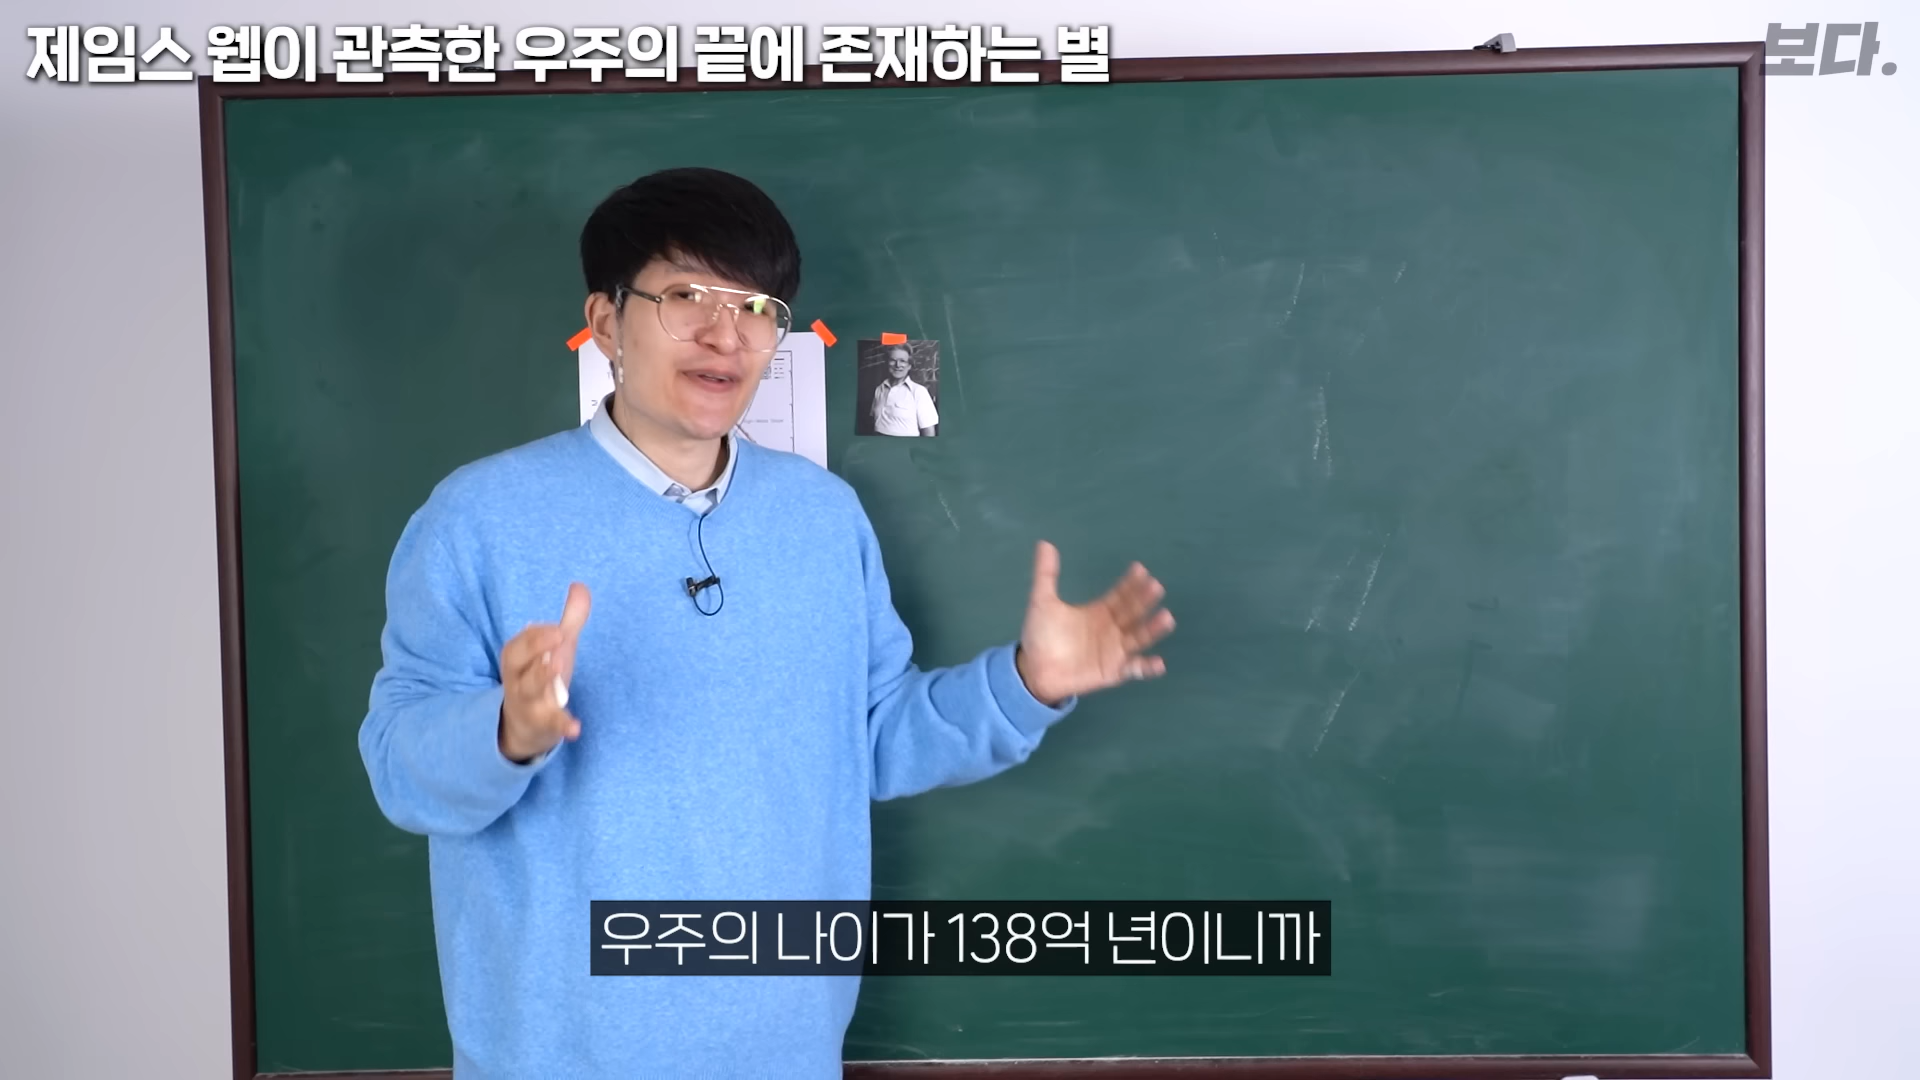 제임스 웹이 관측한 우주의 끝에 존재하는 별
보다.
우주의 나이가 138억 년이니까